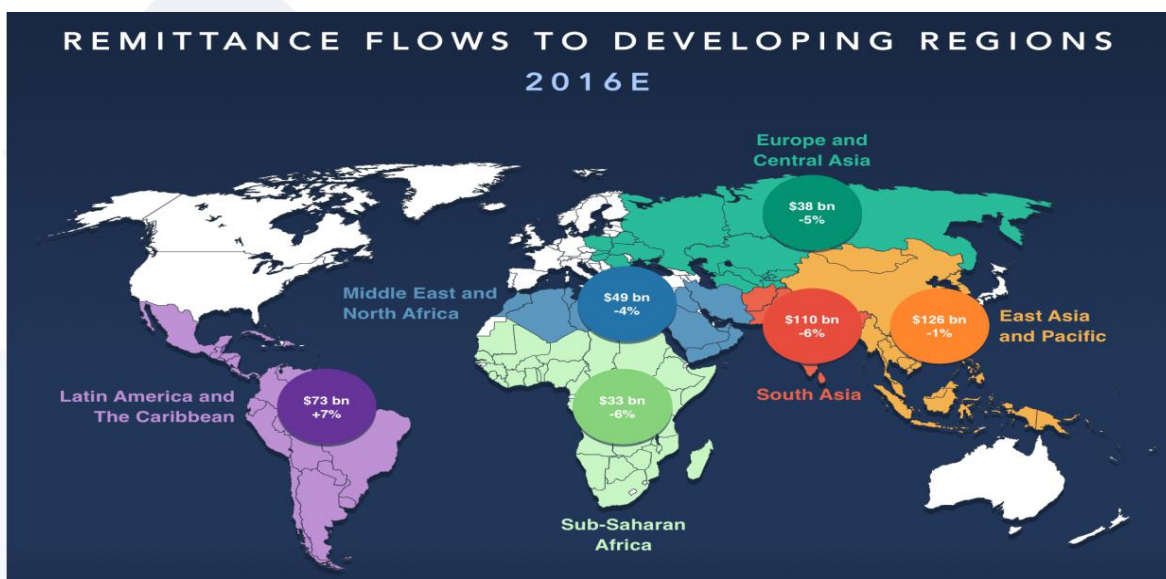 REMITTANCE FLOWS TO DEVELOPING REGIONS
2016E
Europe and
Central Asia
$38 bn
-5%
Middle East and
North Africa
$49 bn
-4%
$110 bn
-6%
South Asia
$126 bn
-1%
East Asia
and Pacific
Latin America and
The Caribbean
$73 bn
+7%
$33 bn
-6%
Sub-Saharan
Africa